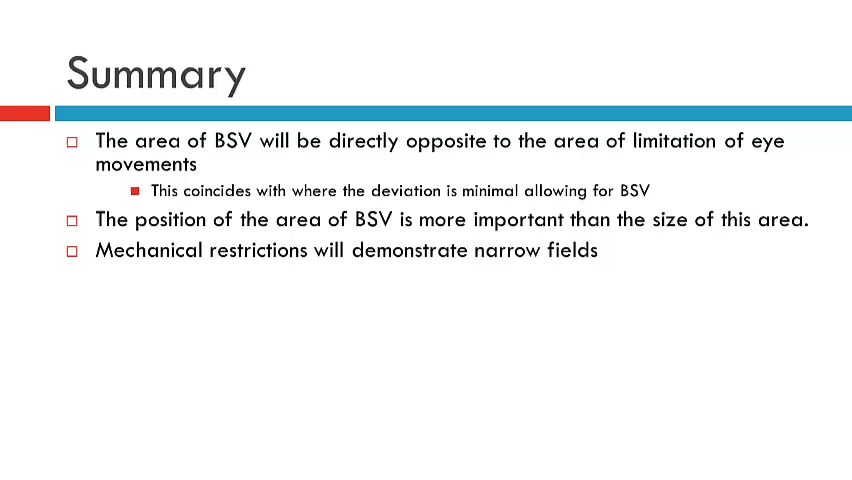 Summary
The area of BSV will be directly opposite to the area of limitation of eye
movements
This coincides with where the deviation is minimal allowing for BSV
The position of the area of BSV is more important than the size of this area.
Mechanical restrictions will demonstrate narrow fields